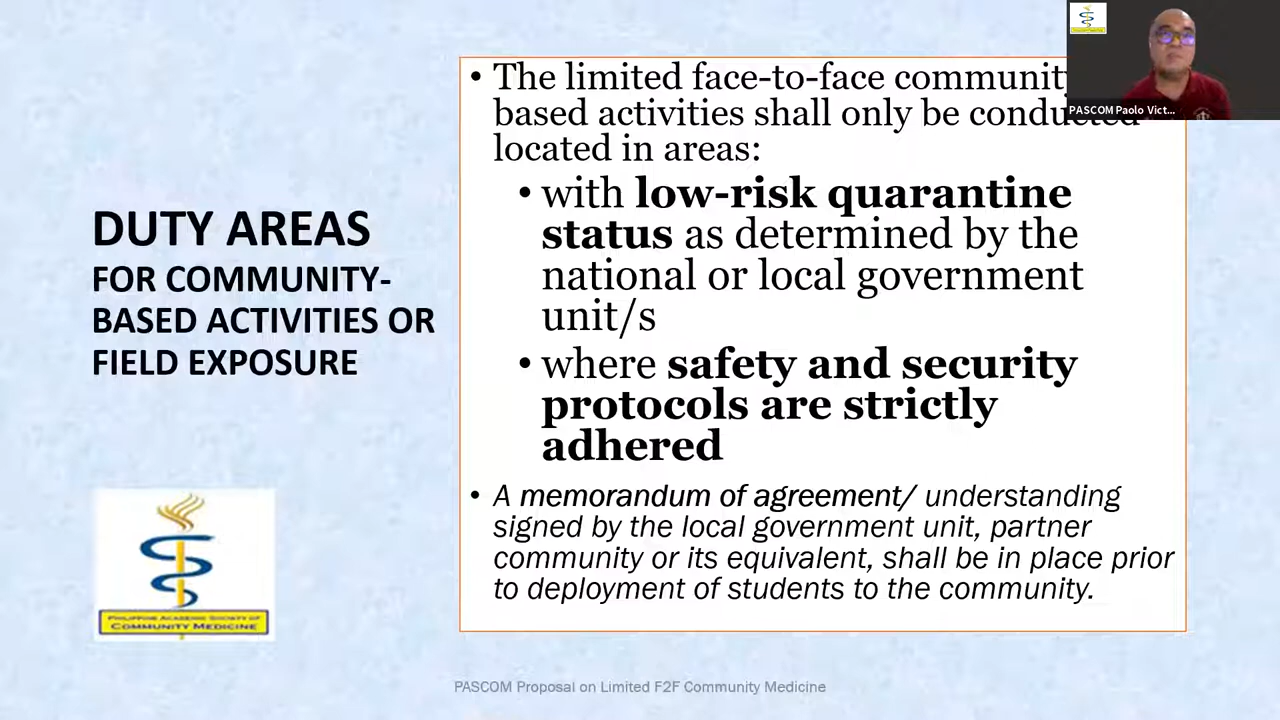 The limited face-to-face community
based activities shall only be conducted
located in areas:
with low-risk quarantine
status as determined by the
national or local government
unit/s
where safety and security
protocols are strictly
adhered
A memorandum of agreement/ understanding
signed by the local government unit, partner
community or its equivalent, shall be in place prior
to deployment of students to the community.
DUTY AREAS
FOR COMMUNITY-
BASED ACTIVITIES OR
FIELD EXPOSURE
PHILIPPINE ACADEMIC SOCIETY OF
COMMUNITY MEDICINE
PASCOM Paolo Vict...
PASCOM Proposal on Limited F2F Community Medicine